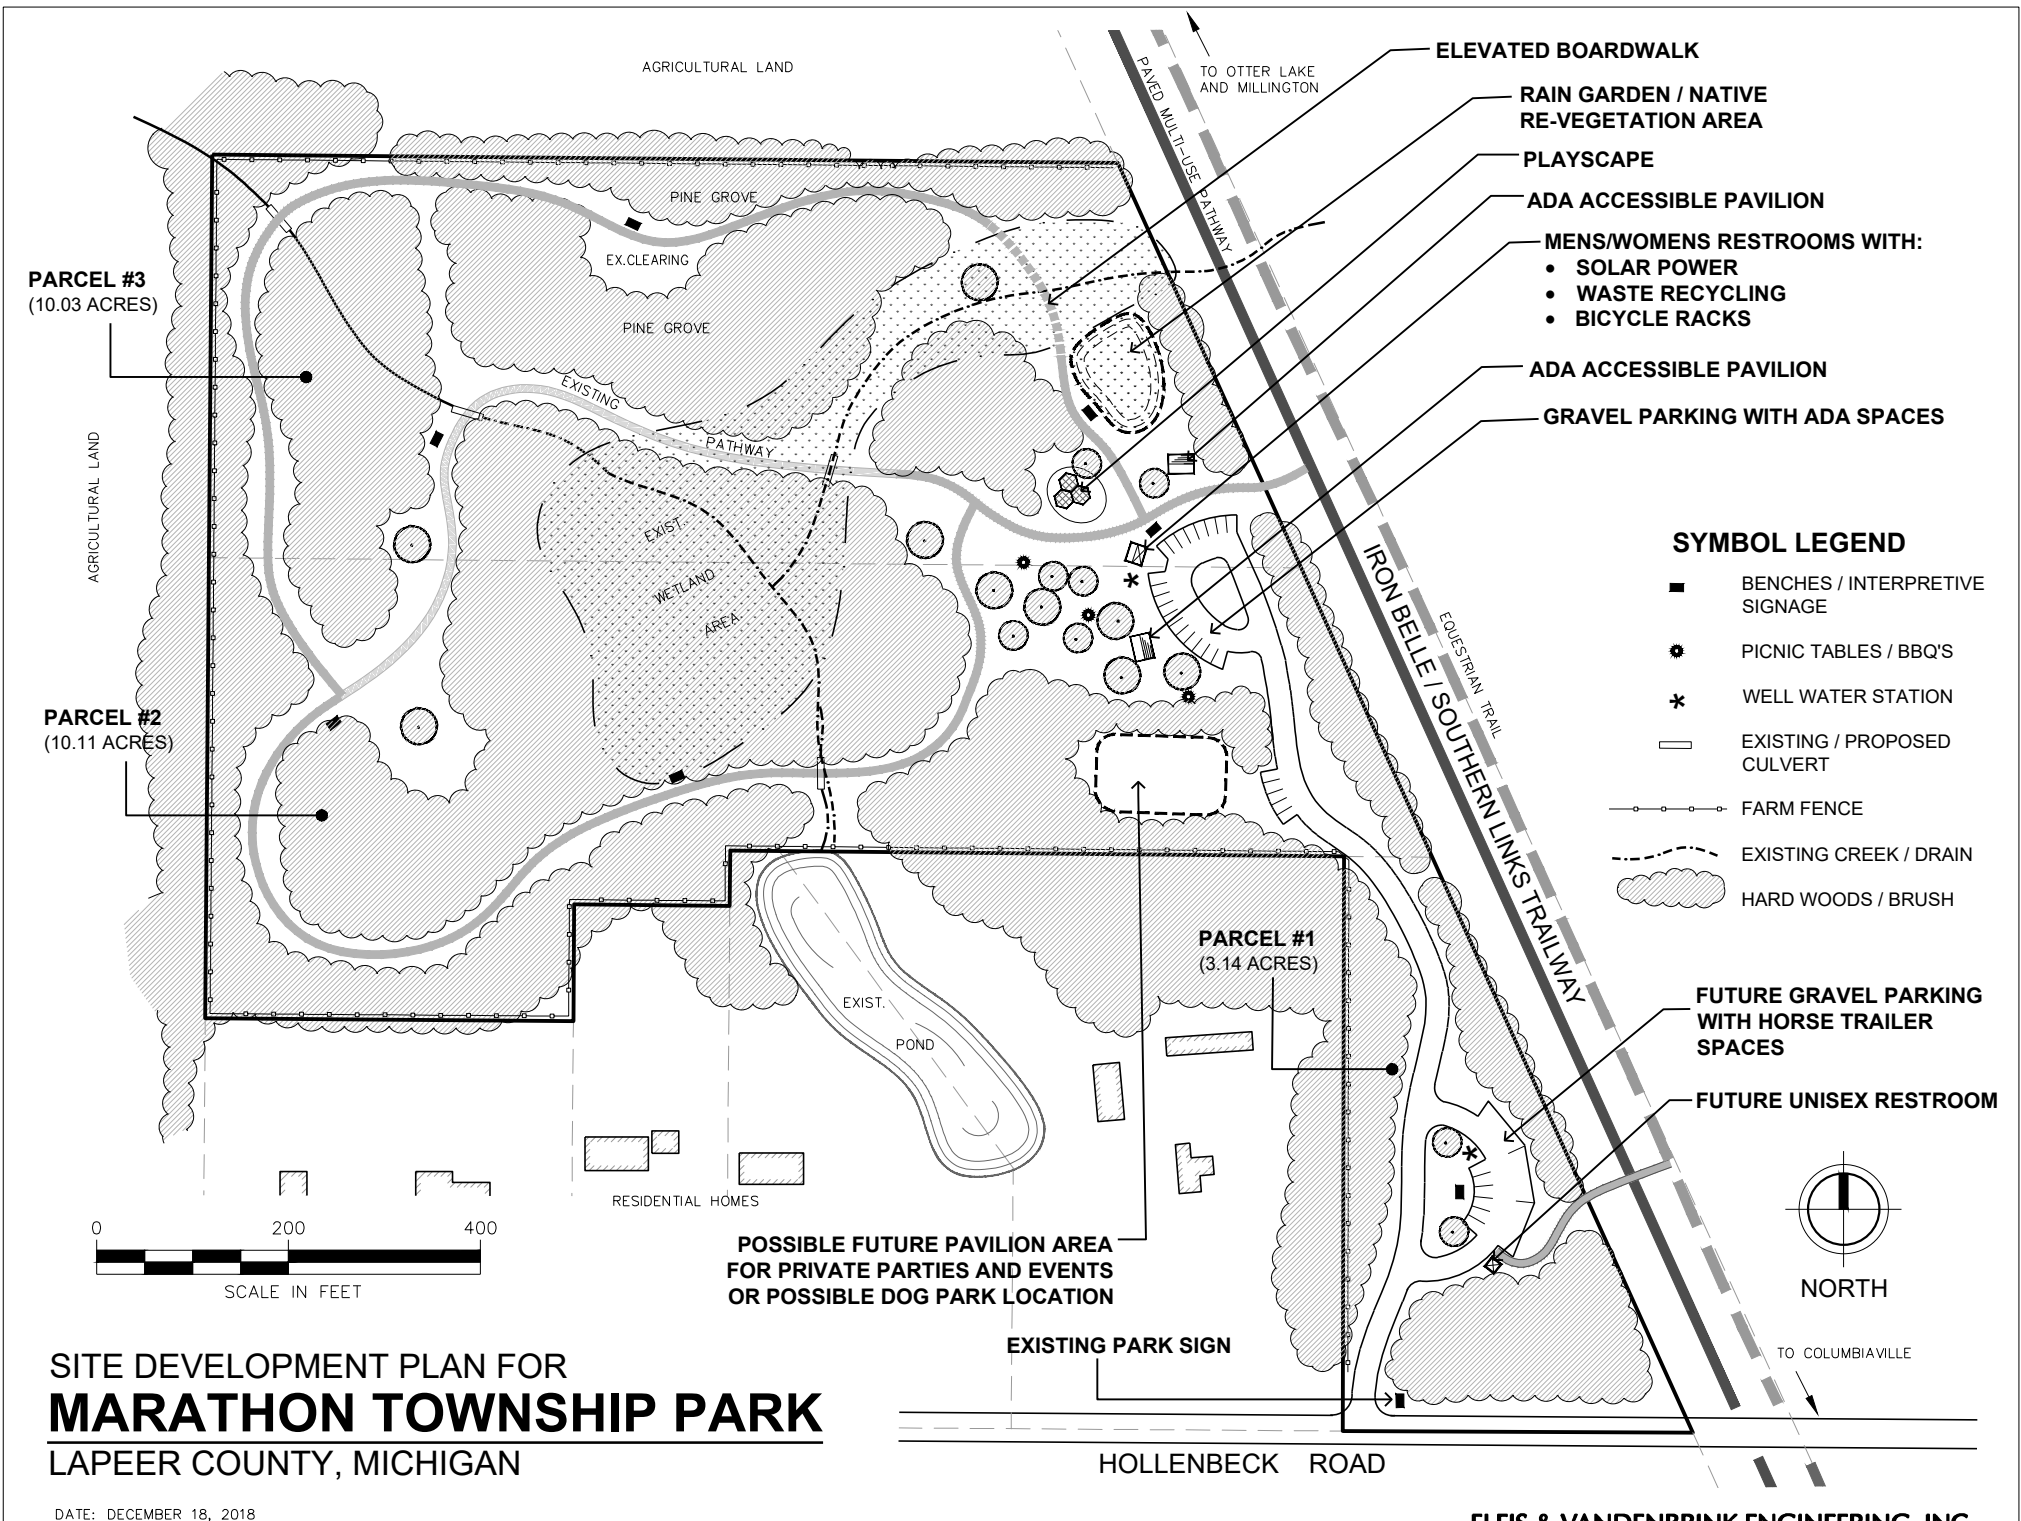 AGRICULTURAL LAND
TO OTTER LAKE
AND MILLINGTON
PAVED MULTI-USE PATHWAY
ELEVATED BOARDWALK
RAIN GARDEN / NATIVE
RE-VEGETATION AREA
PLAYSCAPE
ADA ACCESSIBLE PAVILION
MENS/WOMENS RESTROOMS WITH:
• SOLAR POWER
• WASTE RECYCLING
• BICYCLE RACKS
ADA ACCESSIBLE PAVILION
GRAVEL PARKING WITH ADA SPACES
PINE GROVE
EX.CLEARING
PINE GROVE
PARCEL #3
(10.03 ACRES)
EXISTING
PATHWAY
AGRICULTURAL LAND
EXIST.
WETLAND
AREA
PARCEL #2
(10.11 ACRES)
IRON BELLE / SOUTHERN LINKS TRAILWAY
EQUESTRIAN TRAIL
SYMBOL LEGEND
BENCHES / INTERPRETIVE
SIGNAGE
PICNIC TABLES / BBQ'S
WELL WATER STATION
EXISTING / PROPOSED
CULVERT
FARM FENCE
EXISTING CREEK / DRAIN
HARD WOODS / BRUSH
PARCEL #1
(3.14 ACRES)
EXIST.
POND
FUTURE GRAVEL PARKING
WITH HORSE TRAILER
SPACES
FUTURE UNISEX RESTROOM
RESIDENTIAL HOMES
0 200 400
SCALE IN FEET
POSSIBLE FUTURE PAVILION AREA
FOR PRIVATE PARTIES AND EVENTS
OR POSSIBLE DOG PARK LOCATION
NORTH
EXISTING PARK SIGN
TO COLUMBIAVILLE
SITE DEVELOPMENT PLAN FOR
MARATHON TOWNSHIP PARK
LAPEER COUNTY, MICHIGAN
HOLLENBECK ROAD
DATE: DECEMBER 18, 2018
FLEIS & VANDENBRINK ENGINEERING, INC.